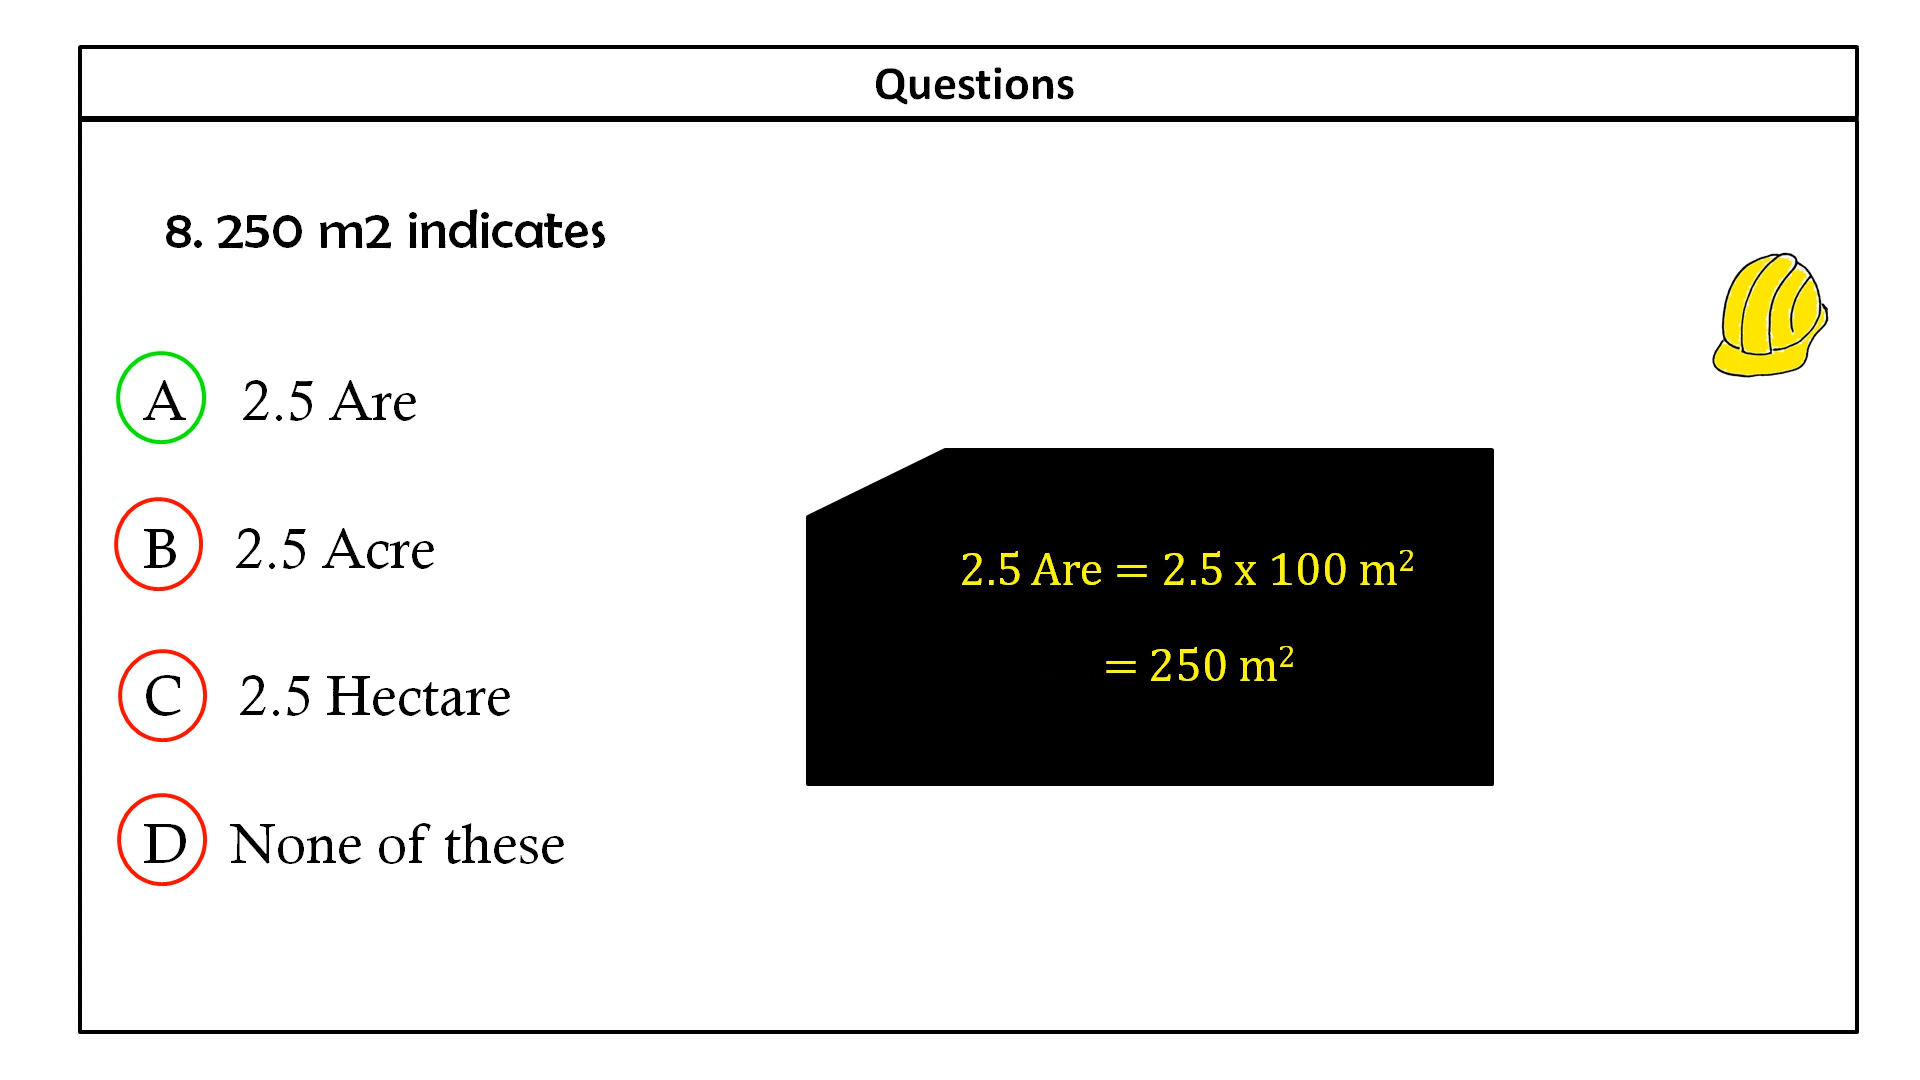 Questions
8. 250 m2 indicates
A 2.5 Are
B 2.5 Acre
C 2.5 Hectare
D None of these
2.5 Are = 2.5 x 100 m²
= 250 m²